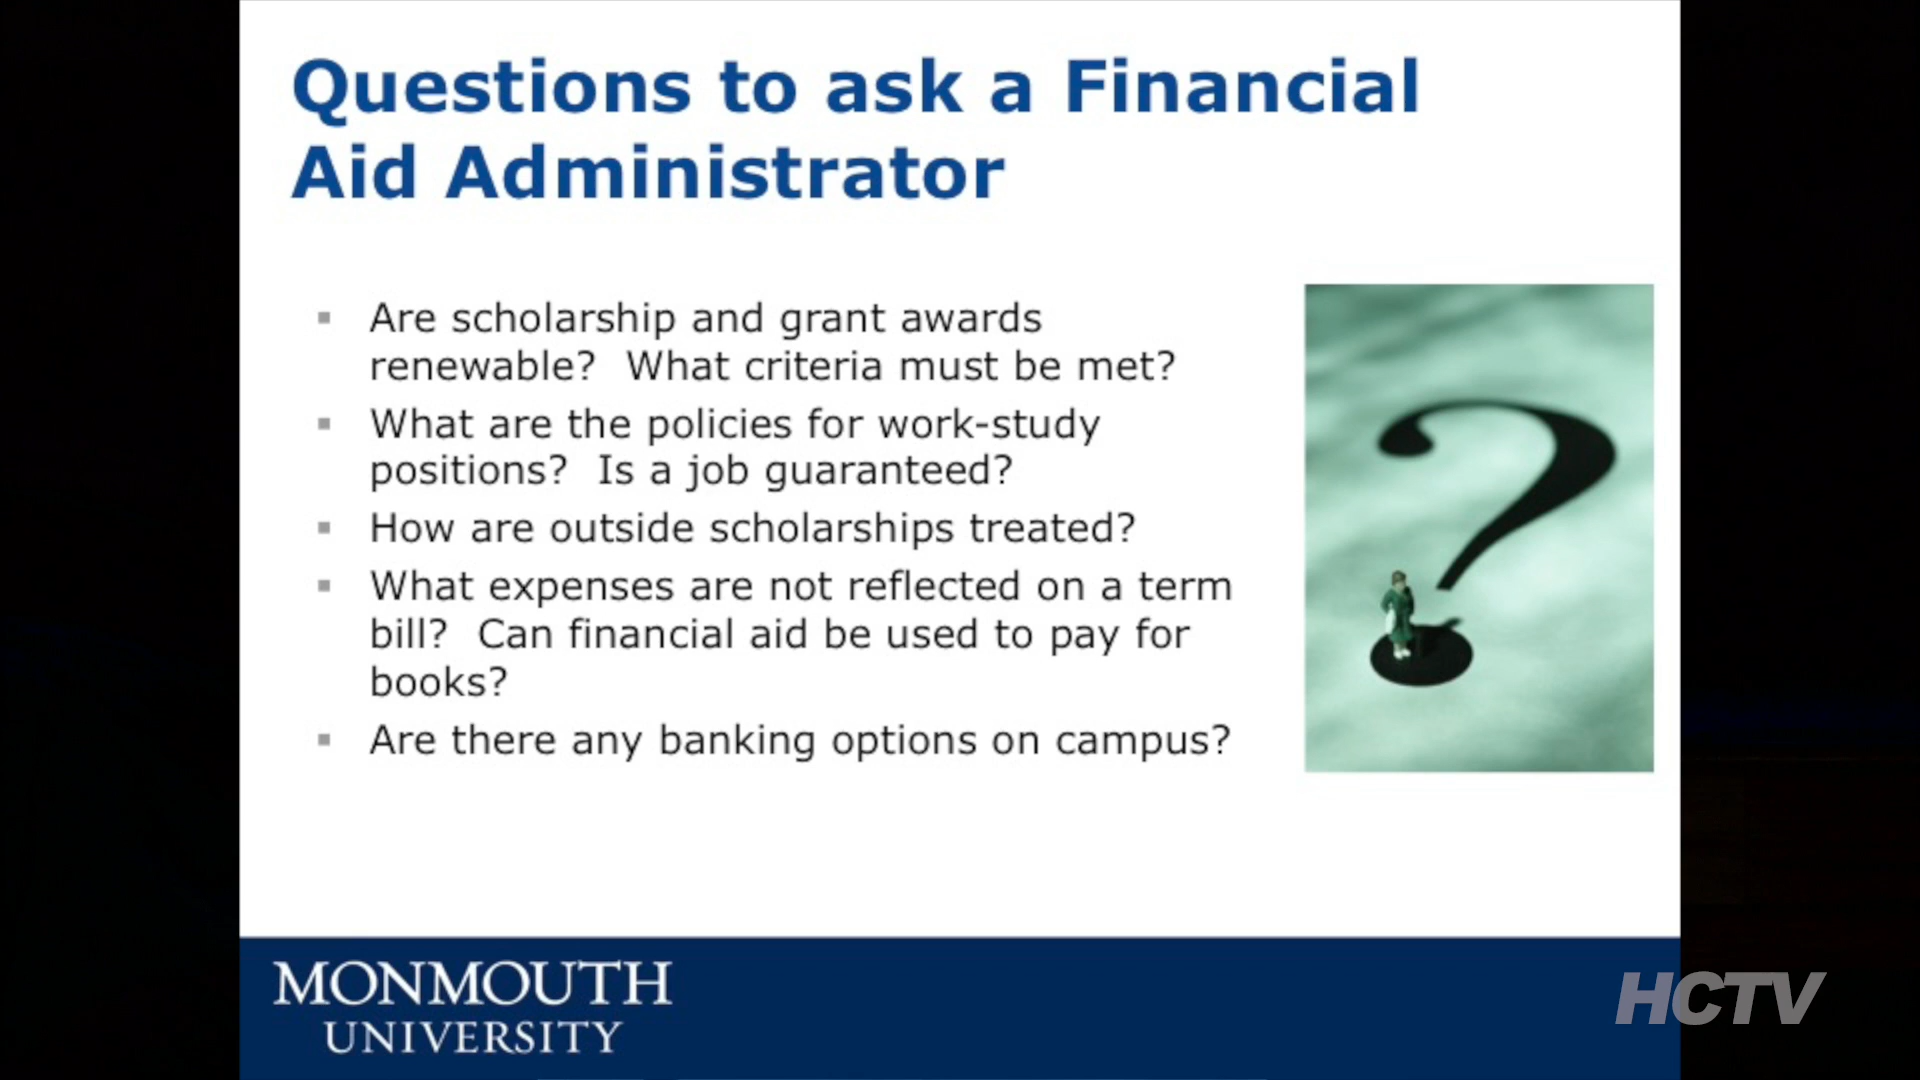 Questions to ask a Financial
Aid Administrator
▪ Are scholarship and grant awards
renewable?  What criteria must be met?
▪ What are the policies for work-study
positions?  Is a job guaranteed?
▪ How are outside scholarships treated?
▪ What expenses are not reflected on a term
bill?  Can financial aid be used to pay for
books?
▪ Are there any banking options on campus?
MONMOUTH
UNIVERSITY
HCTV